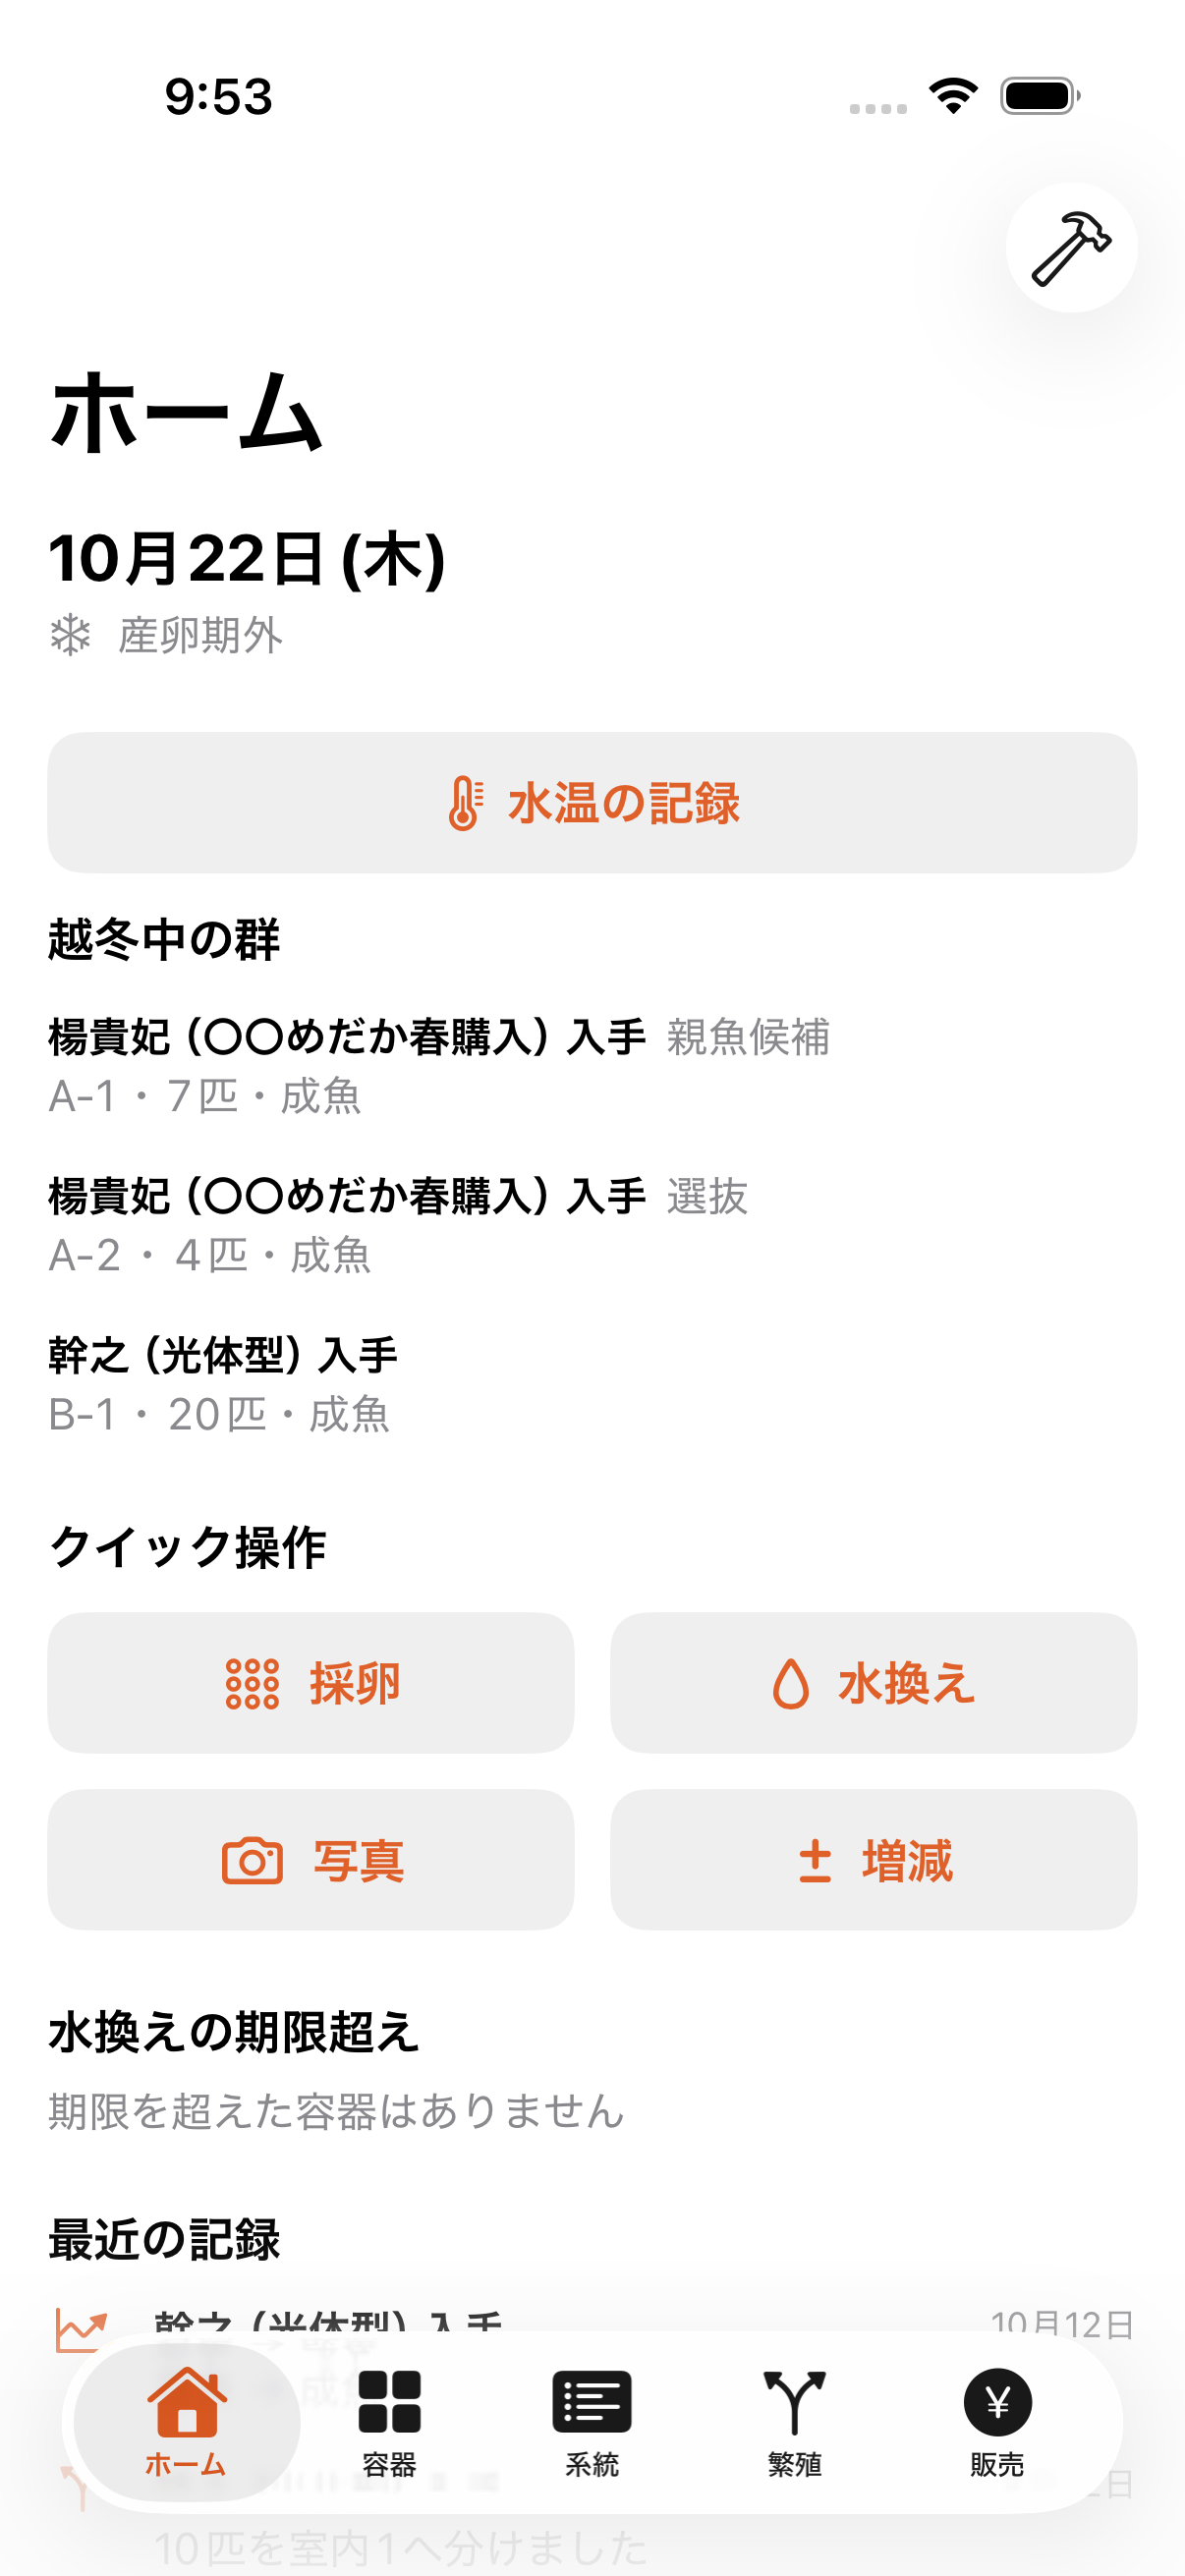 9:53
ホーム
10月22日(木)
産卵期外
水温の記録
越冬中の群
楊貴妃（〇〇めだか春購入）入手 親魚候補
A-1・7匹・成魚
楊貴妃（〇〇めだか春購入）入手 選抜
A-2・4匹・成魚
幹之（光体型）入手
B-1・20匹・成魚
クイック操作
採卵
水換え
写真
増減
水換えの期限超え
期限を超えた容器はありません
最近の記録
幹之（光体型）入手
10月12日
ホーム
容器
系統
繁殖
¥
販売
10匹を室内1へ分けました